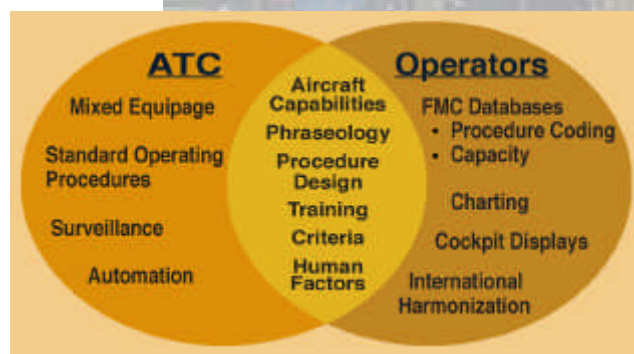 ATC
Mixed Equipage
Standard Operating
Procedures
Surveillance
Automation
Aircraft
Capabilities
Phraseology
Procedure
Design
Training
Criteria
Human
Factors
Operators
FMC Databases
• Procedure Coding
• Capacity
Charting
Cockpit Displays
International
Harmonization